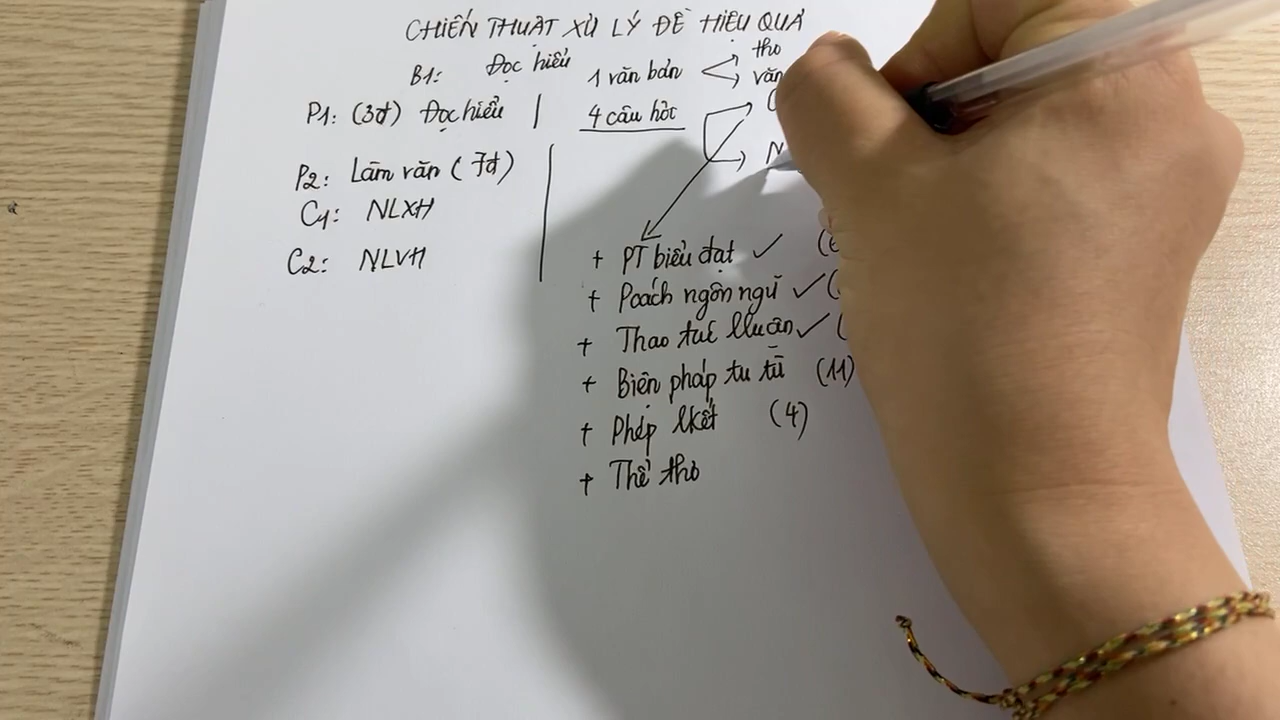 CHIẾN THUẬT XỬ LÝ ĐỀ HIỆU QUẢ
B1: Đọc hiểu 1 văn bản thơ
văn
P1: (3đ) Đọc hiểu 4 câu hỏi
P2: Làm văn (7đ)
C1: NLXH
C2: NLVH
+ PT biểu đạt ✓
+ Pcách ngôn ngữ ✓
+ Thao tác lluận ✓
+ Biện pháp tu từ (11)
+ Phép lkết (4)
+ Thể thơ